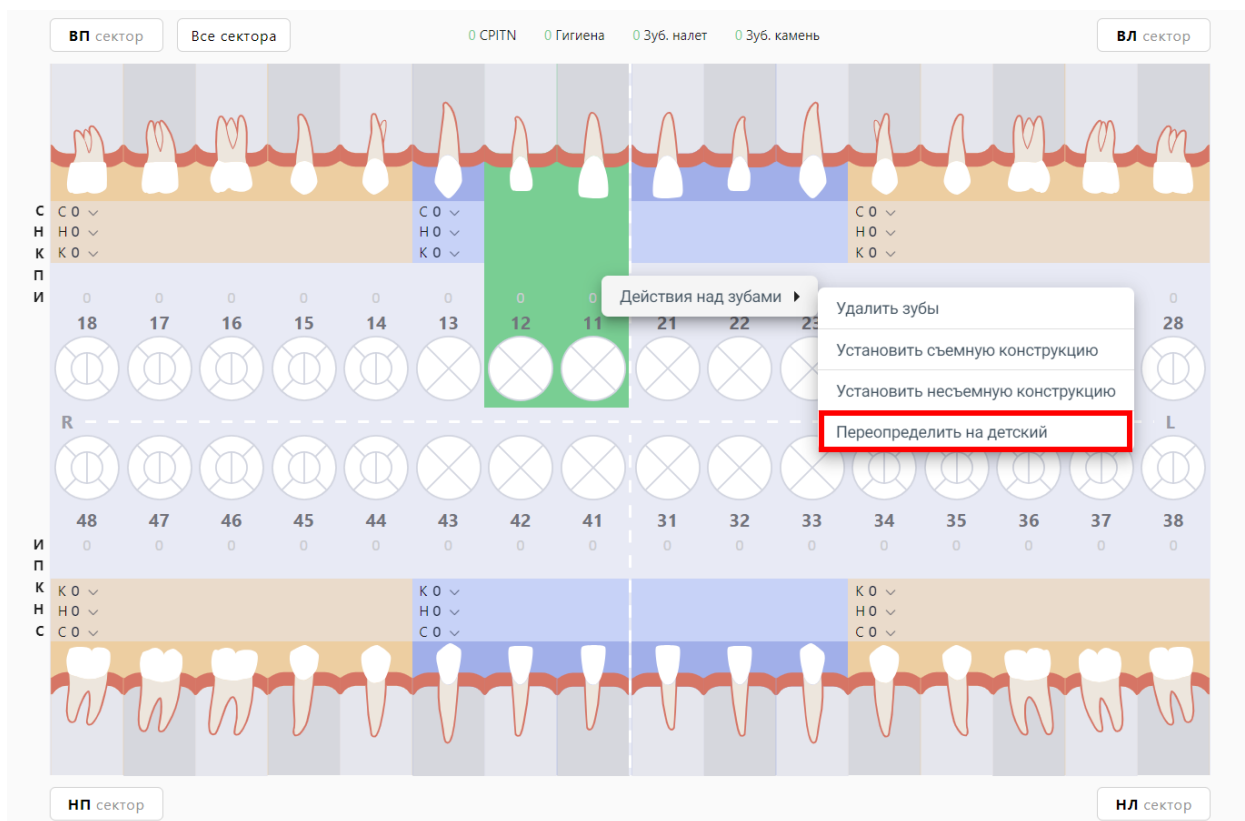 ВП сектор Все сектора 0 CPITN 0 Гигиена 0 Зуб. налет 0 Зуб. камень ВЛ сектор
С С 0 С 0 С 0
Н Н 0 Н 0 Н 0
К К 0 К 0 К 0
П
И 0 0 0 0 0 0 0 0 Действия над зубами 0
18 17 16 15 14 13 12 11 21 22 23 28
Удалить зубы
Установить съемную конструкцию
Установить несъемную конструкцию
Переопределить на детский
R L
48 47 46 45 44 43 42 41 31 32 33 34 35 36 37 38
И 0 0 0 0 0 0 0 0 0 0 0 0 0 0 0 0
П
К К 0 К 0 К 0
Н Н 0 Н 0 Н 0
С С 0 С 0 С 0
НП сектор НЛ сектор